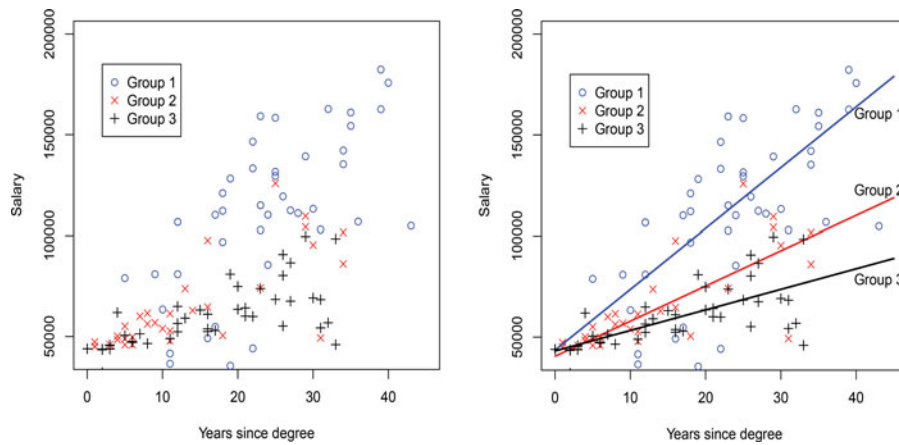 200000
150000
100000
50000
Salary
Group 1
Group 2
Group 3
0
10
20
30
40
Years since degree
200000
150000
100000
50000
Salary
Group 1
Group 2
Group 3
Group 1
Group 2
Group 3
0
10
20
30
40
Years since degree